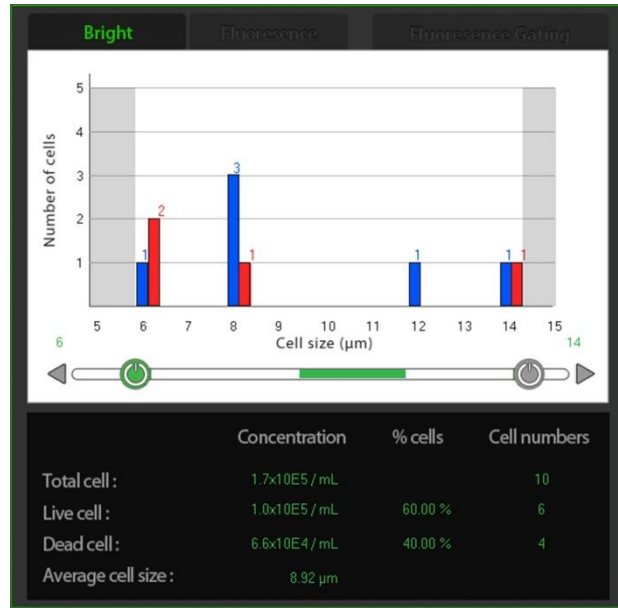 Bright Fluoresence Fluoresence Gating
5
4
3
2
1
Number of cells
1 2 3 1 1 1 1
5 6 7 8 9 10 11 12 13 14 15
Cell size (µm)
6 14
Concentration % cells Cell numbers
Total cell : 1.7x10E5 / mL 10
Live cell : 1.0x10E5 / mL 60.00 % 6
Dead cell : 6.6x10E4 / mL 40.00 % 4
Average cell size : 8.92 µm